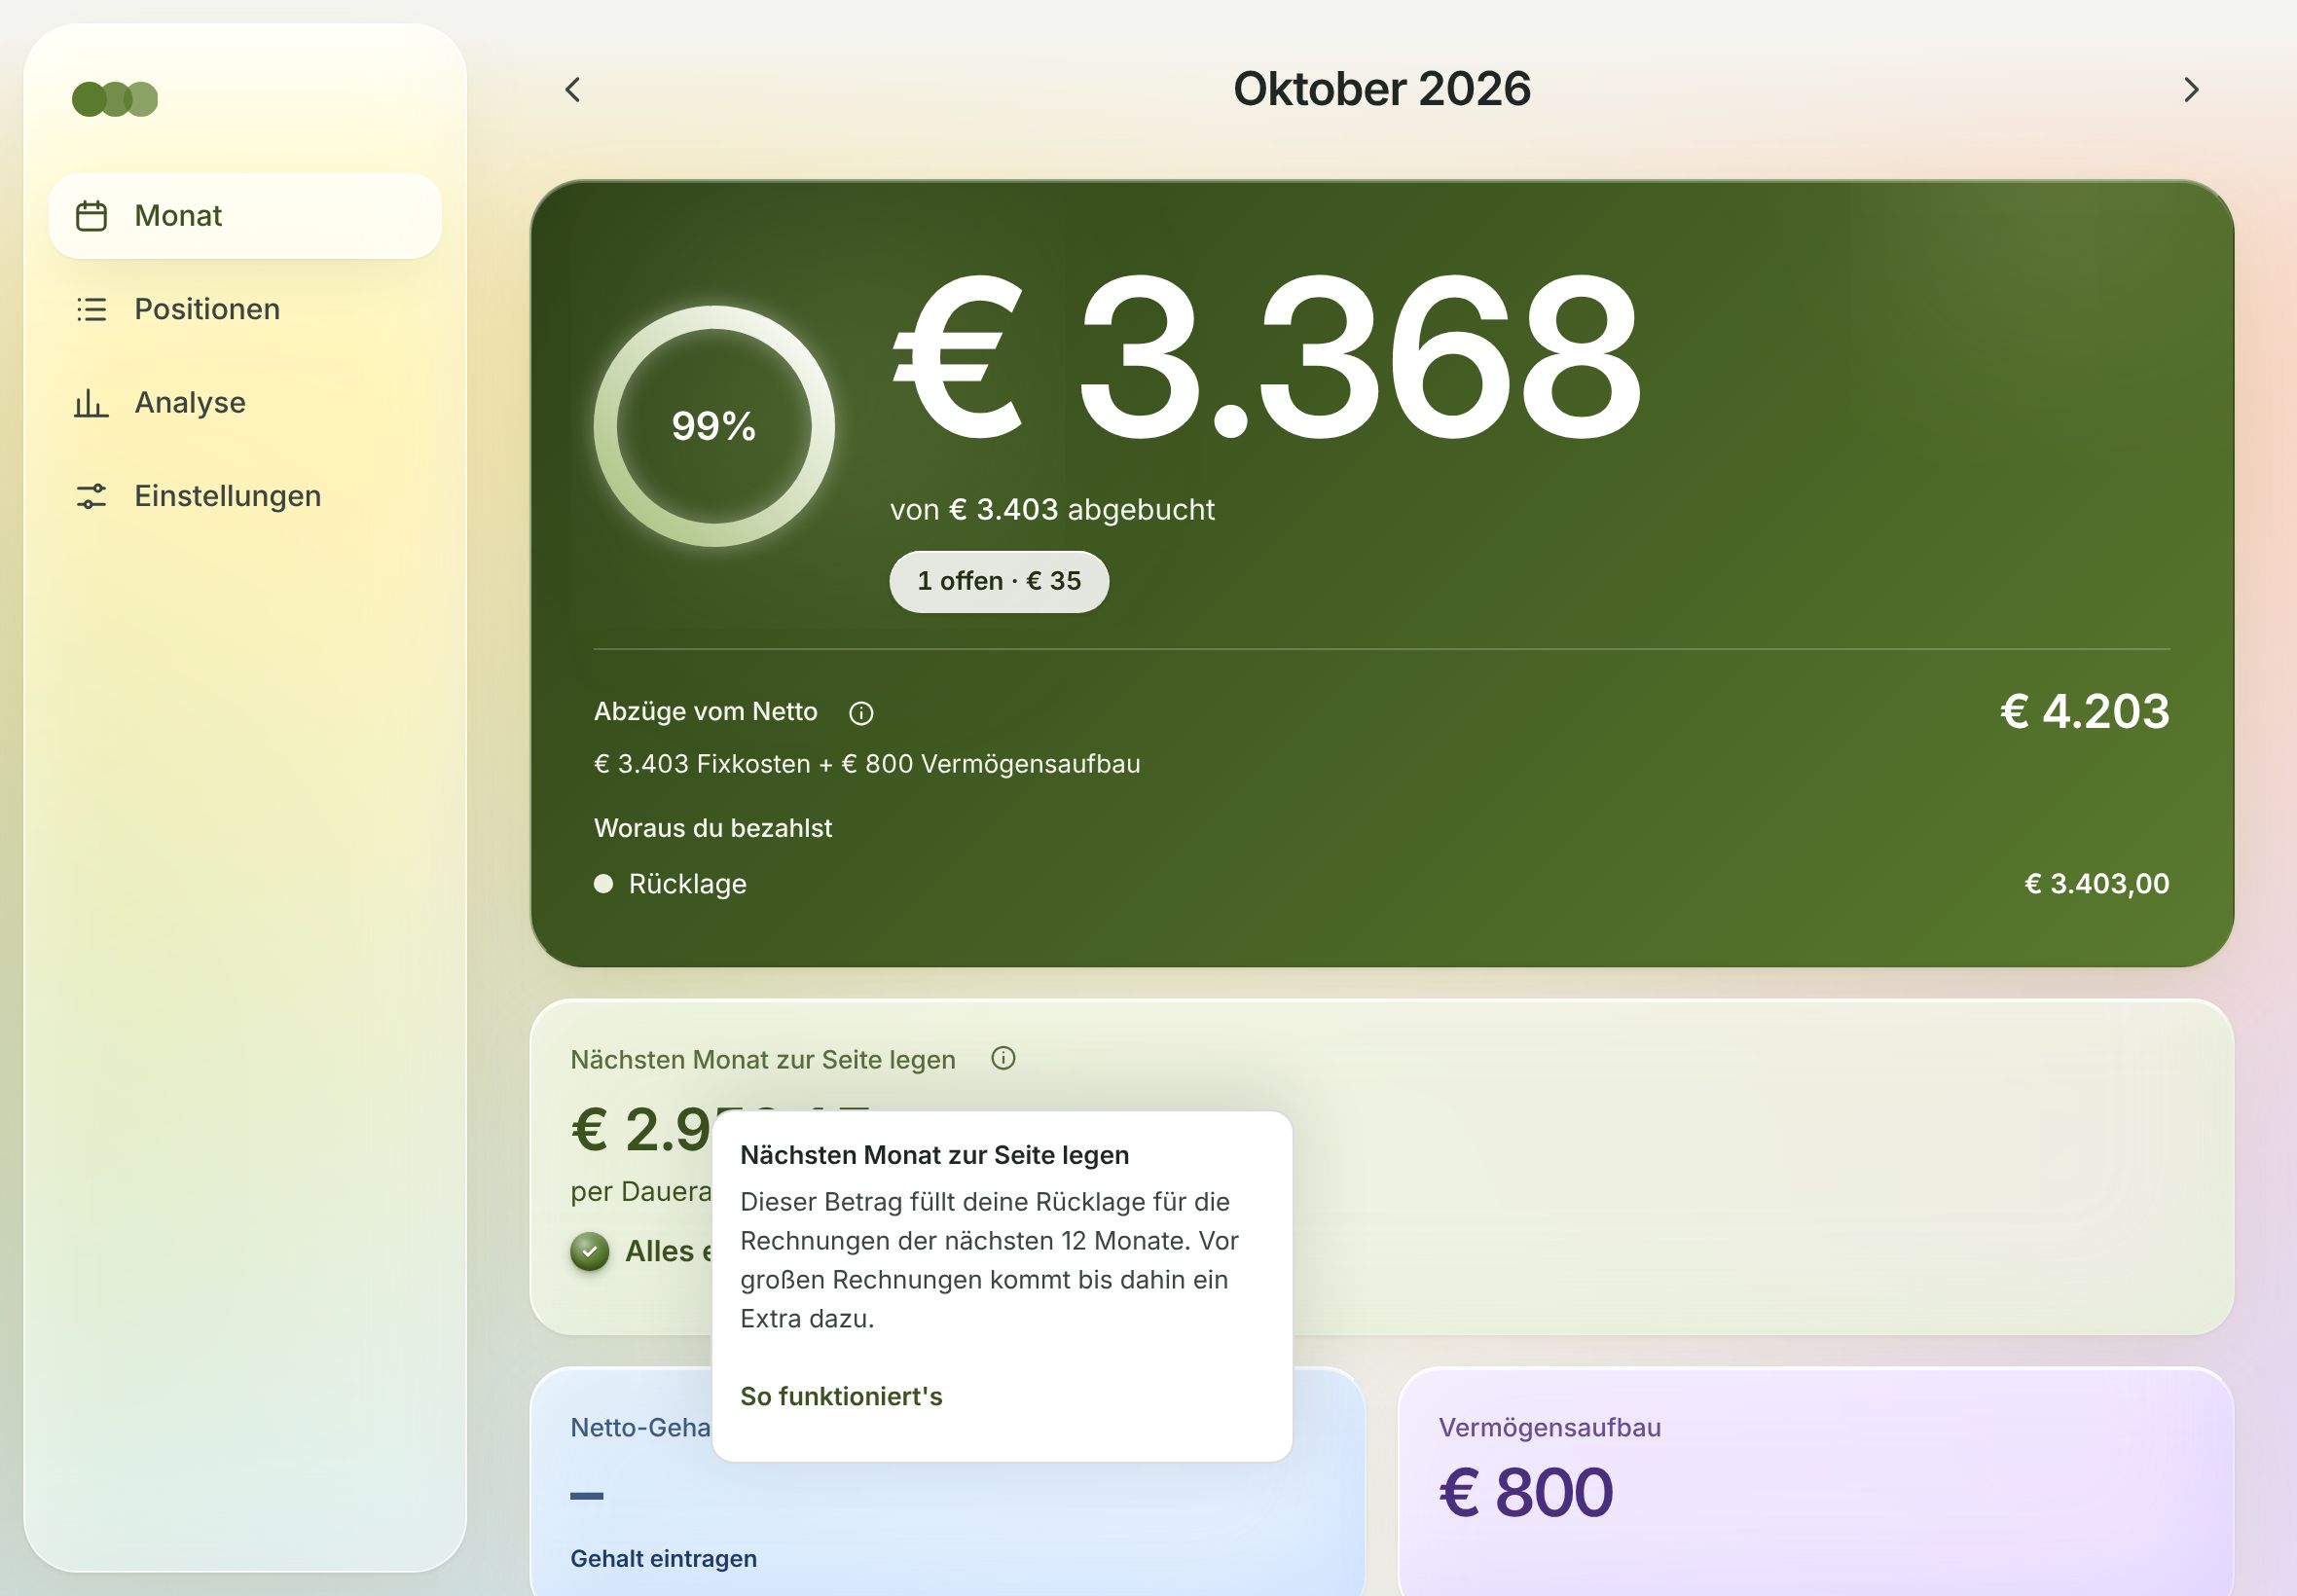 Oktober 2026
Monat
Positionen
Analyse
Einstellungen
99%
€ 3.368
von € 3.403 abgebucht
1 offen · € 35
Abzüge vom Netto
€ 4.203
€ 3.403 Fixkosten + € 800 Vermögensaufbau
Woraus du bezahlst
Rücklage
€ 3.403,00
Nächsten Monat zur Seite legen
€ 2.9
per
Alles
Nächsten Monat zur Seite legen
Dieser Betrag füllt deine Rücklage für die
Rechnungen der nächsten 12 Monate. Vor
großen Rechnungen kommt bis dahin ein
Extra dazu.
So funktioniert's
Netto-Geha
–
Gehalt eintragen
Vermögensaufbau
€ 800